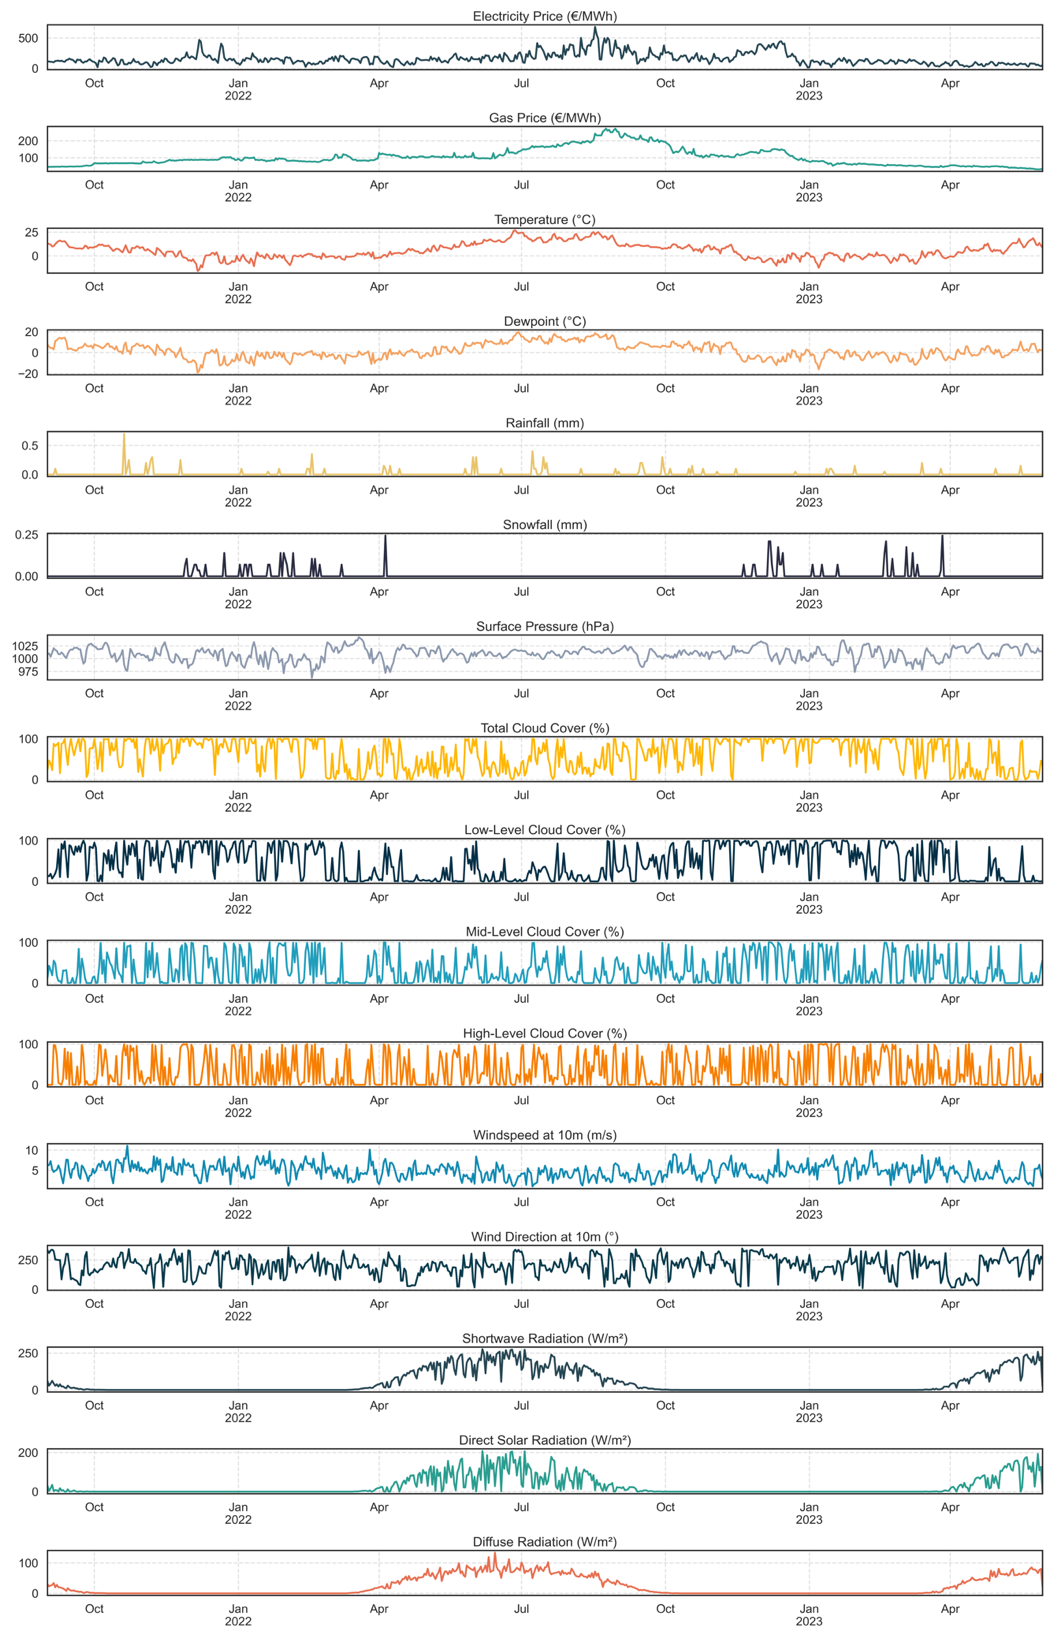 Electricity Price (€/MWh)
500
0
Oct Jan Apr Jul Oct Jan Apr
2022 2023
Gas Price (€/MWh)
200
100
Oct Jan Apr Jul Oct Jan Apr
2022 2023
Temperature (°C)
25
0
Oct Jan Apr Jul Oct Jan Apr
2022 2023
Dewpoint (°C)
20
0
−20
Oct Jan Apr Jul Oct Jan Apr
2022 2023
Rainfall (mm)
0.5
0.0
Oct Jan Apr Jul Oct Jan Apr
2022 2023
Snowfall (mm)
0.25
0.00
Oct Jan Apr Jul Oct Jan Apr
2022 2023
Surface Pressure (hPa)
1025
1000
975
Oct Jan Apr Jul Oct Jan Apr
2022 2023
Total Cloud Cover (%)
100
0
Oct Jan Apr Jul Oct Jan Apr
2022 2023
Low-Level Cloud Cover (%)
100
0
Oct Jan Apr Jul Oct Jan Apr
2022 2023
Mid-Level Cloud Cover (%)
100
0
Oct Jan Apr Jul Oct Jan Apr
2022 2023
High-Level Cloud Cover (%)
100
0
Oct Jan Apr Jul Oct Jan Apr
2022 2023
Windspeed at 10m (m/s)
10
5
Oct Jan Apr Jul Oct Jan Apr
2022 2023
Wind Direction at 10m (°)
250
0
Oct Jan Apr Jul Oct Jan Apr
2022 2023
Shortwave Radiation (W/m²)
250
0
Oct Jan Apr Jul Oct Jan Apr
2022 2023
Direct Solar Radiation (W/m²)
200
0
Oct Jan Apr Jul Oct Jan Apr
2022 2023
Diffuse Radiation (W/m²)
100
0
Oct Jan Apr Jul Oct Jan Apr
2022 2023